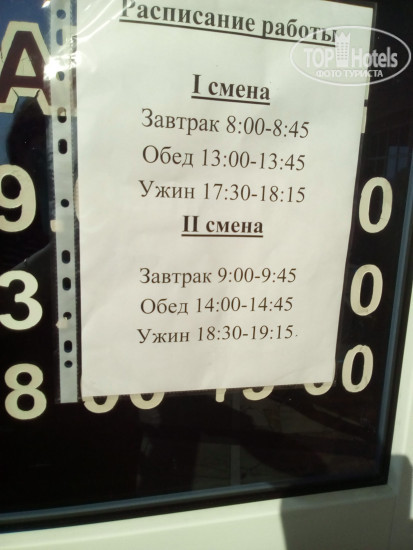 Расписание работы
TOP Hotels
ФОТО ТУРИСТА
I смена
Завтрак 8:00-8:45
Обед 13:00-13:45
Ужин 17:30-18:15
II смена
Завтрак 9:00-9:45
Обед 14:00-14:45
Ужин 18:30-19:15